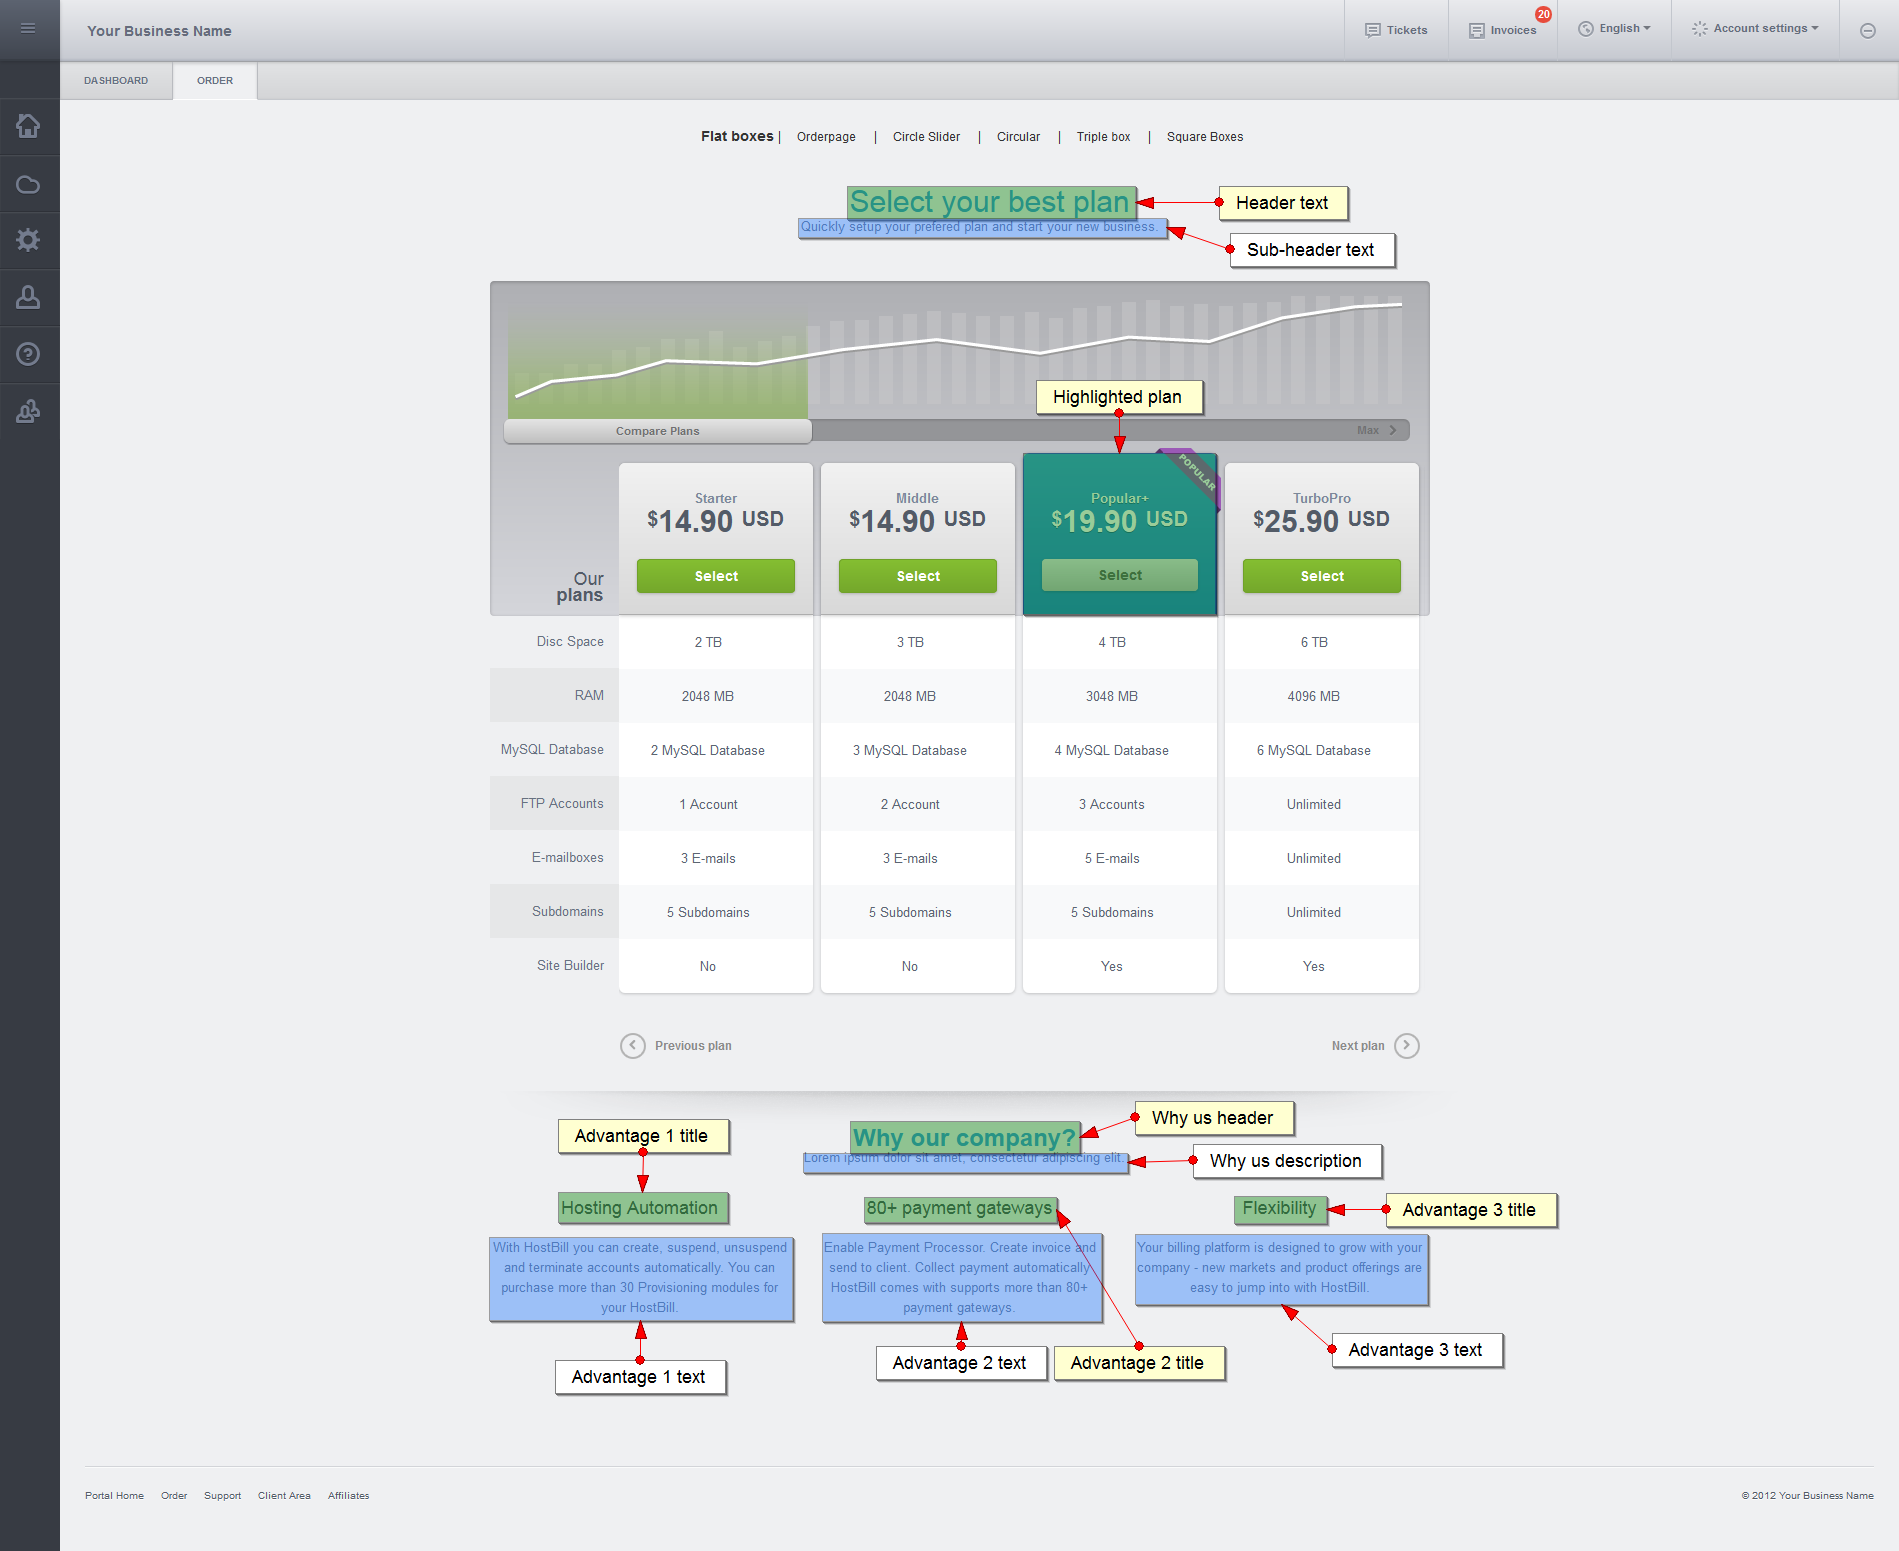 Your Business Name
Tickets
Invoices
20
English
Account settings
DASHBOARD
ORDER
Flat boxes | Orderpage | Circle Slider | Circular | Triple box | Square Boxes
Select your best plan
Header text
Quickly setup your prefered plan and start your new business.
Sub-header text
Highlighted plan
Compare Plans
Max
POPULAR
Starter
$14.90 USD
Select
Middle
$14.90 USD
Select
Popular+
$19.90 USD
Select
TurboPro
$25.90 USD
Select
Our
plans
Disc Space 2 TB 3 TB 4 TB 6 TB
RAM 2048 MB 2048 MB 3048 MB 4096 MB
MySQL Database 2 MySQL Database 3 MySQL Database 4 MySQL Database 6 MySQL Database
FTP Accounts 1 Account 2 Account 3 Accounts Unlimited
E-mailboxes 3 E-mails 3 E-mails 5 E-mails Unlimited
Subdomains 5 Subdomains 5 Subdomains 5 Subdomains Unlimited
Site Builder No No Yes Yes
Previous plan
Next plan
Why us header
Advantage 1 title
Why our company?
Lorem ipsum dolor sit amet, consectetur adipiscing elit.
Why us description
Hosting Automation
80+ payment gateways
Flexibility
Advantage 3 title
With HostBill you can create, suspend, unsuspend
and terminate accounts automatically. You can
purchase more than 30 Provisioning modules for
your HostBill.
Enable Payment Processor. Create invoice and
send to client. Collect payment automatically
HostBill comes with supports more than 80+
payment gateways.
Your billing platform is designed to grow with your
company - new markets and product offerings are
easy to jump into with HostBill.
Advantage 1 text
Advantage 2 text
Advantage 2 title
Advantage 3 text
Portal Home Order Support Client Area Affiliates
© 2012 Your Business Name